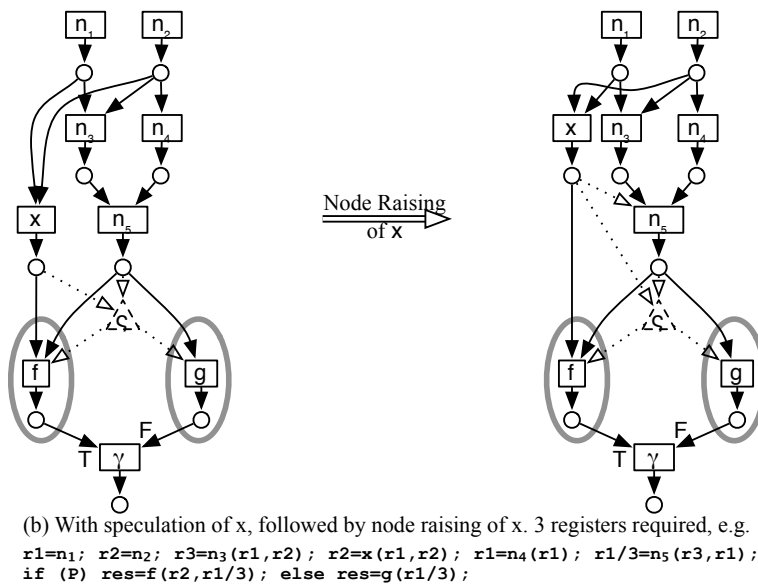 n₁ n₂ n₁ n₂
n₃ n₄ x n₃ n₄
x n₅ Node Raising of x n₅
ς ς
f g f g
T F T F
γ γ
(b) With speculation of x, followed by node raising of x. 3 registers required, e.g.
r1=n₁; r2=n₂; r3=n₃(r1,r2); r2=x(r1,r2); r1=n₄(r1); r1/3=n₅(r3,r1);
if (P) res=f(r2,r1/3); else res=g(r1/3);